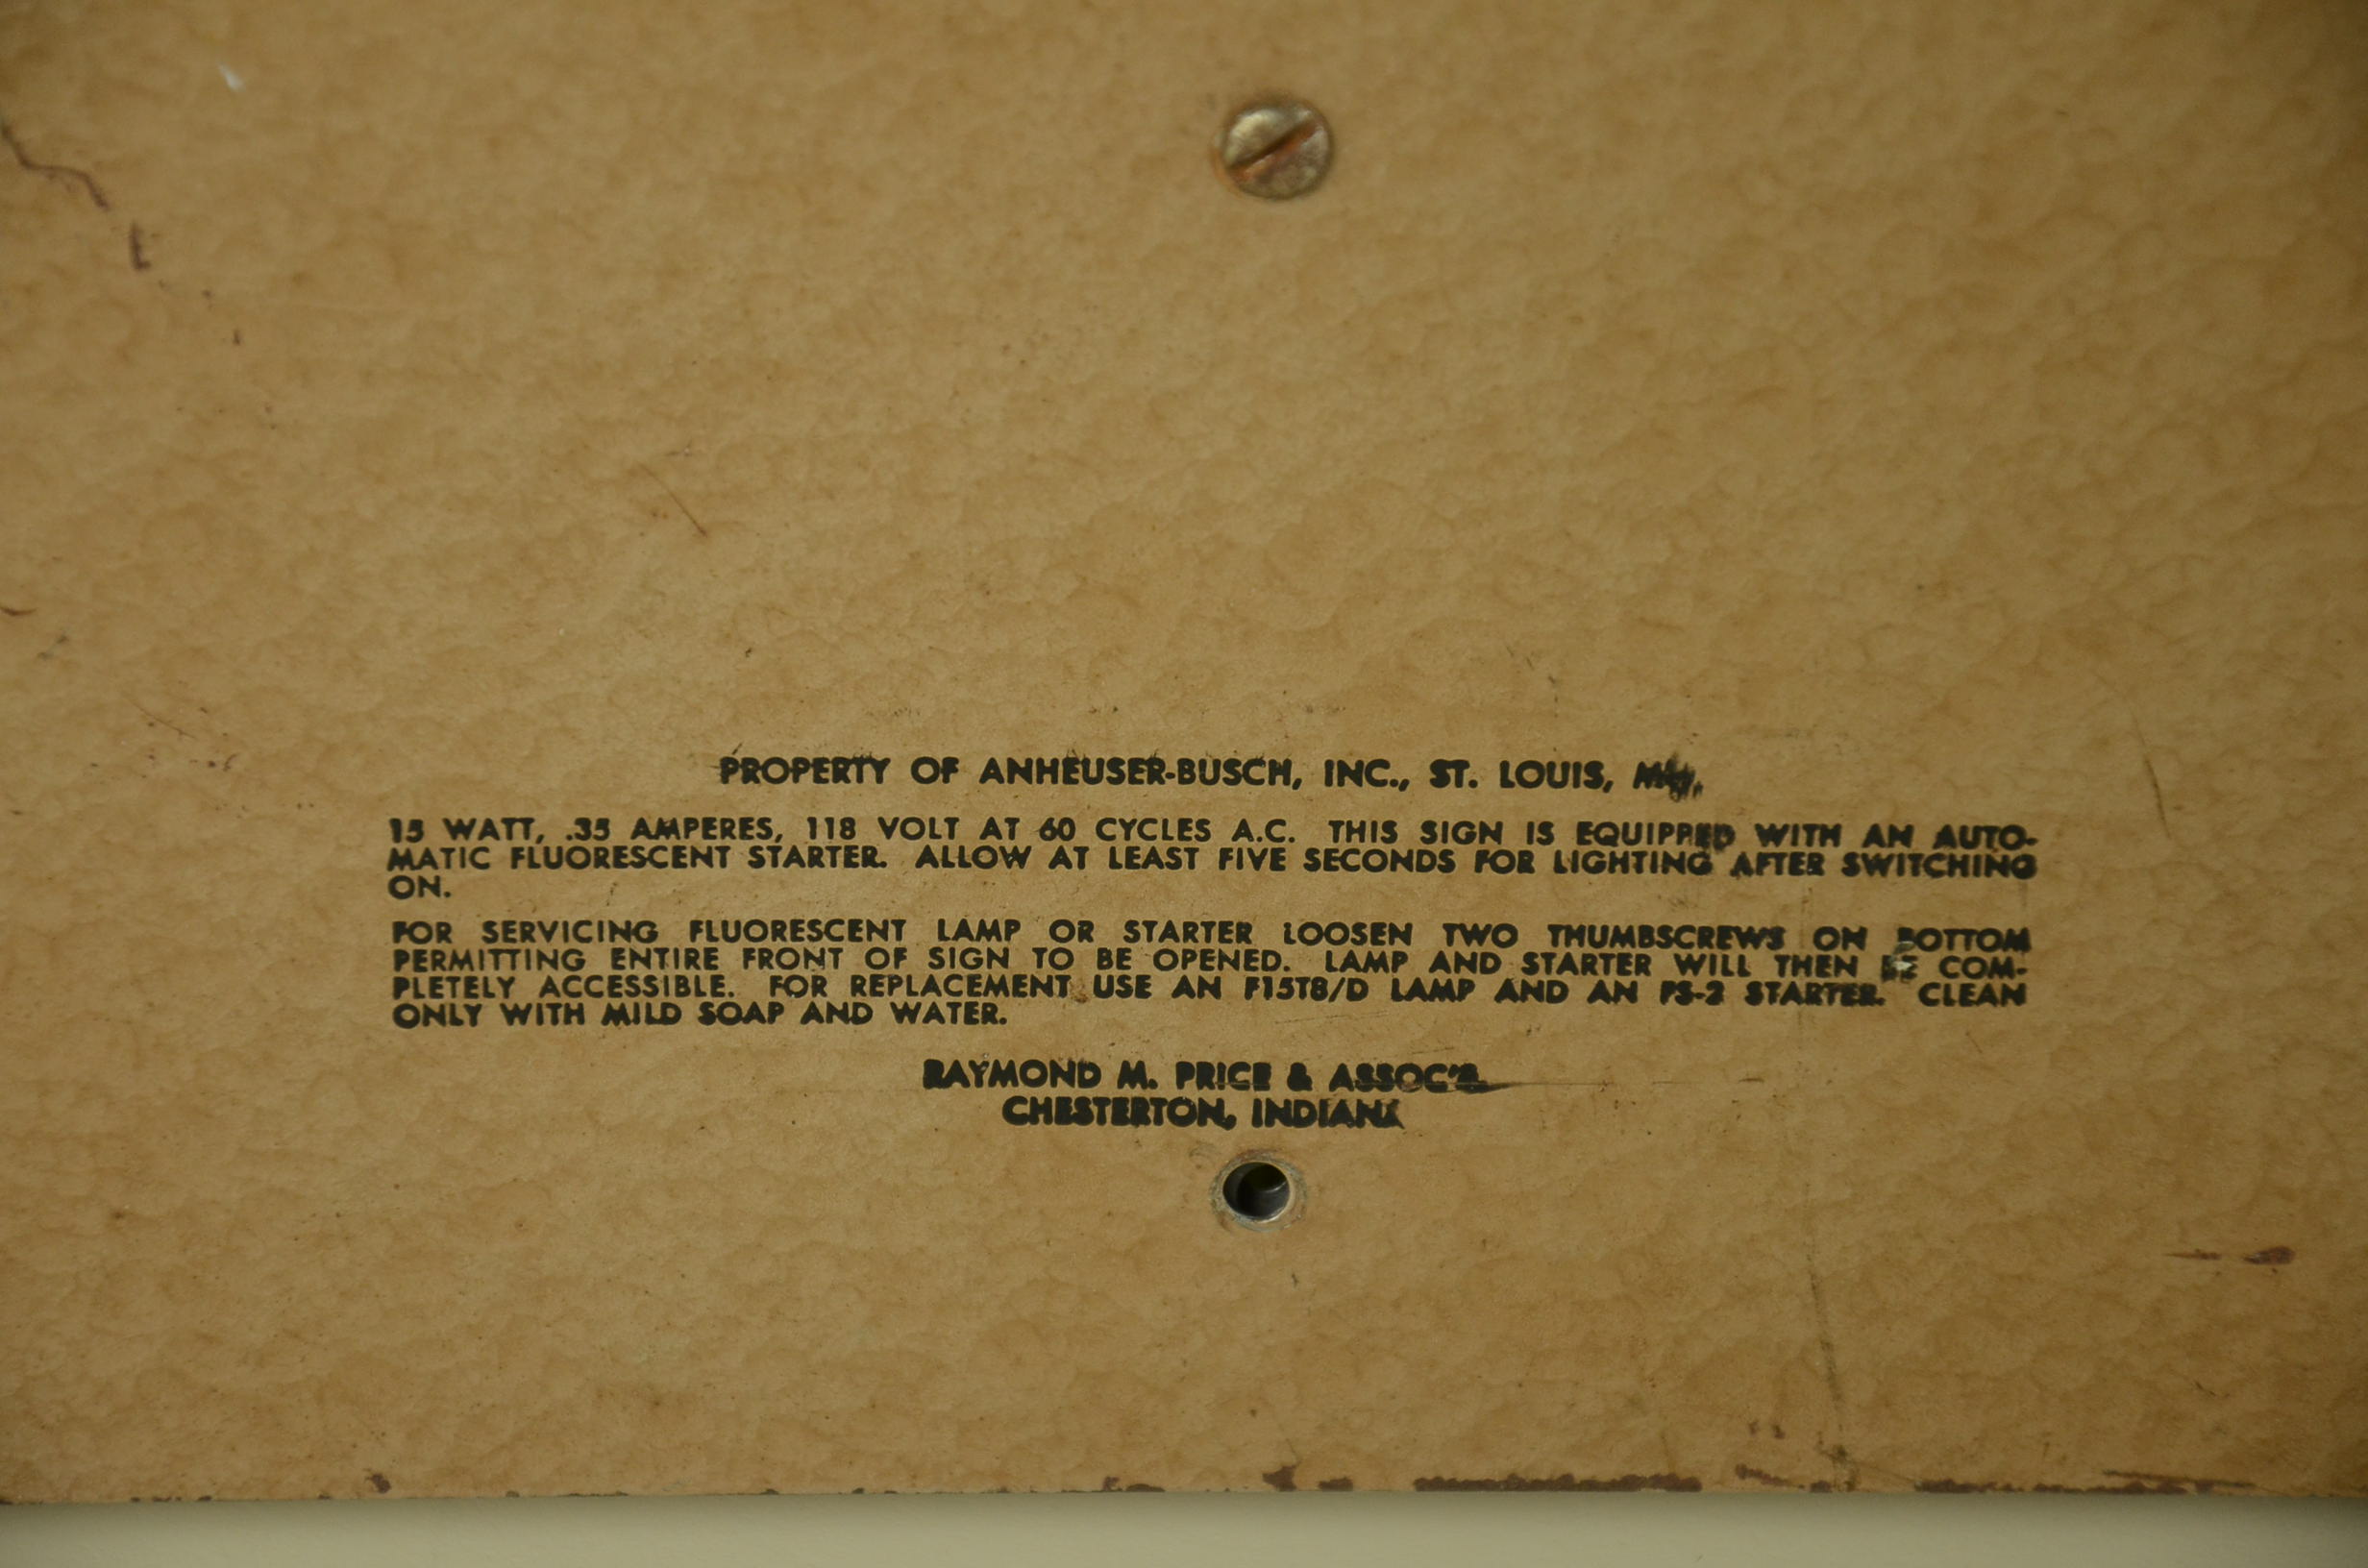 PROPERTY OF ANHEUSER-BUSCH, INC., ST. LOUIS,
15 WATT, .35 AMPERES, 118 VOLT AT 60 CYCLES A.C. THIS SIGN IS EQUIPPED WITH AN AUTO-
MATIC FLUORESCENT STARTER. ALLOW AT LEAST FIVE SECONDS FOR LIGHTING AFTER SWITCHING
ON.
FOR SERVICING FLUORESCENT LAMP OR STARTER LOOSEN TWO THUMBSCREWS ON BOTTOM
PERMITTING ENTIRE FRONT OF SIGN TO BE OPENED. LAMP AND STARTER WILL THEN BE COM-
PLETELY ACCESSIBLE. FOR REPLACEMENT USE AN F15T8/D LAMP AND AN FS-2 STARTER. CLEAN
ONLY WITH MILD SOAP AND WATER.
RAYMOND M. PRICE & ASSOC'S.
CHESTERTON, INDIANA